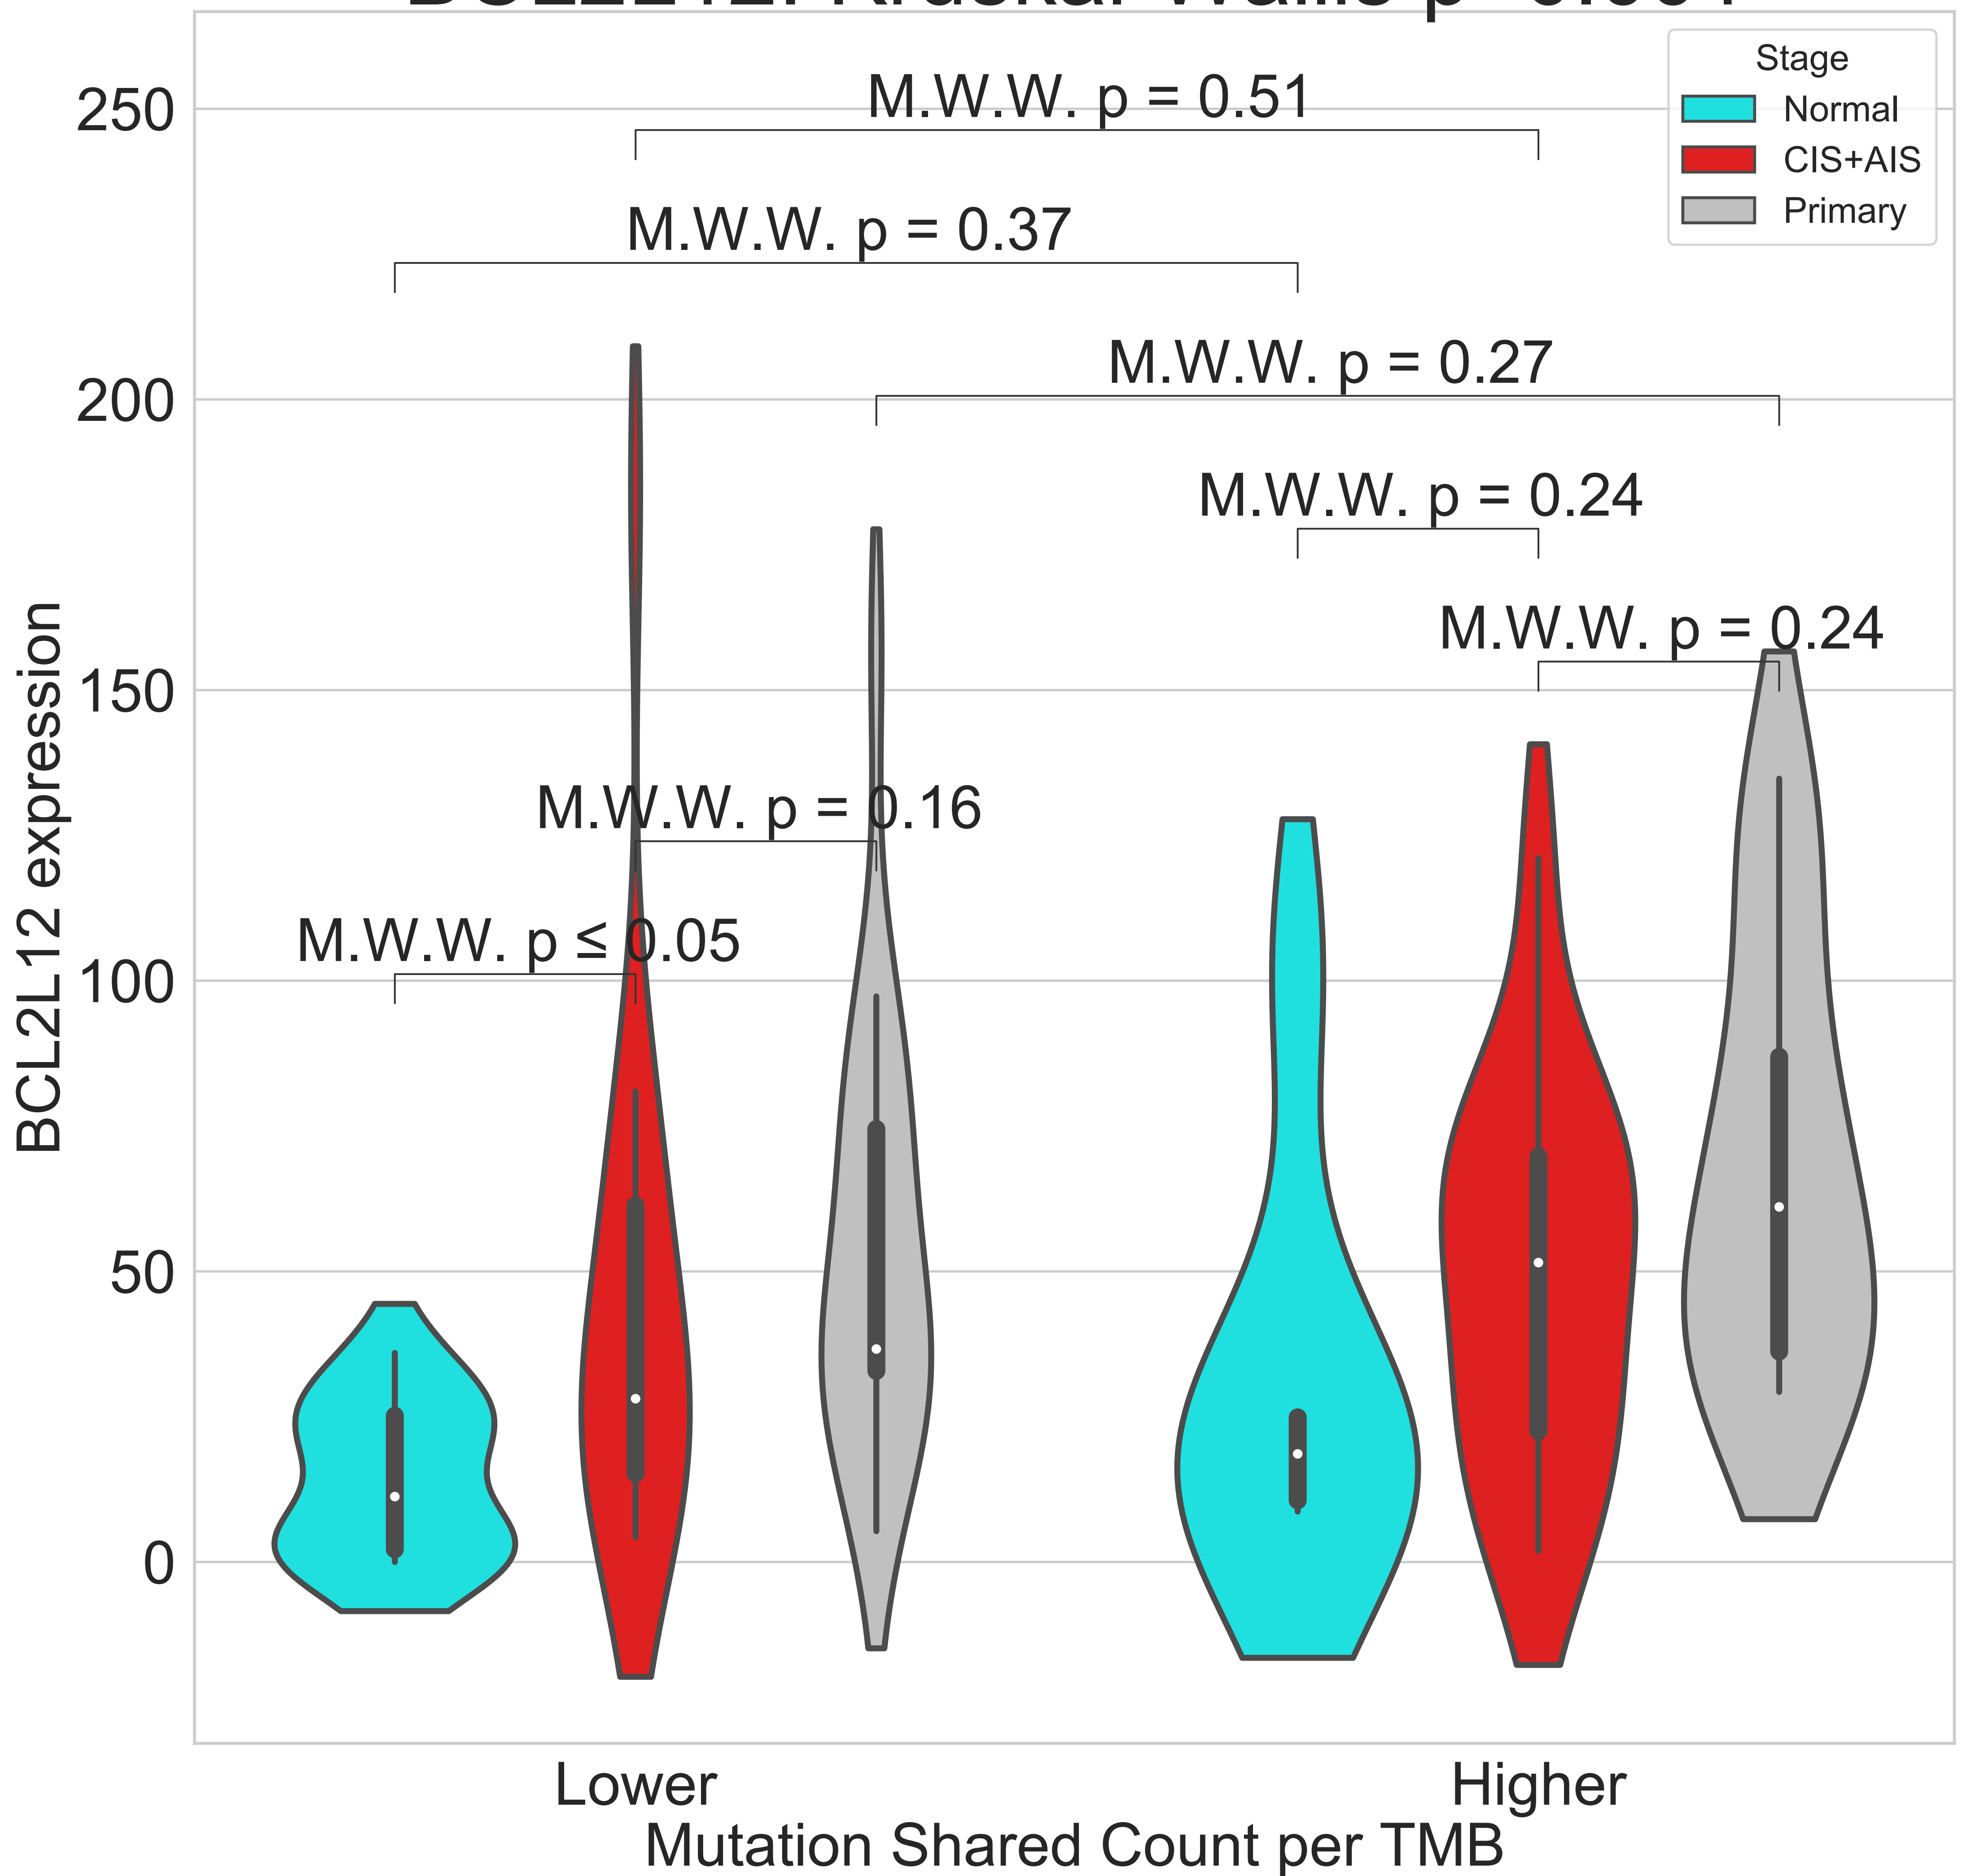 Stage
Normal
CIS+AIS
Primary
M.W.W. p = 0.51
M.W.W. p = 0.37
M.W.W. p = 0.27
M.W.W. p = 0.24
M.W.W. p = 0.24
M.W.W. p = 0.16
M.W.W. p ≤ 0.05
250
200
150
100
50
0
BCL2L12 expression
Lower
Higher
Mutation Shared Count per TMB